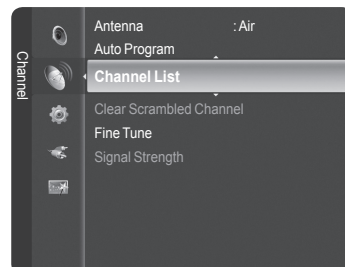 Channel
Antenna : Air
Auto Program
Channel List
Clear Scrambled Channel
Fine Tune
Signal Strength